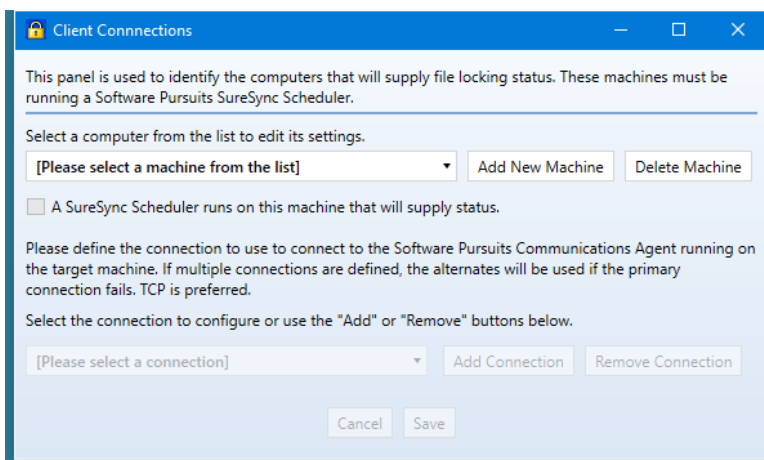 Client Connnections
This panel is used to identify the computers that will supply file locking status. These machines must be
running a Software Pursuits SureSync Scheduler.
Select a computer from the list to edit its settings.
[Please select a machine from the list] Add New Machine Delete Machine
A SureSync Scheduler runs on this machine that will supply status.
Please define the connection to use to connect to the Software Pursuits Communications Agent running on
the target machine. If multiple connections are defined, the alternates will be used if the primary
connection fails. TCP is preferred.
Select the connection to configure or use the "Add" or "Remove" buttons below.
[Please select a connection] Add Connection Remove Connection
Cancel Save